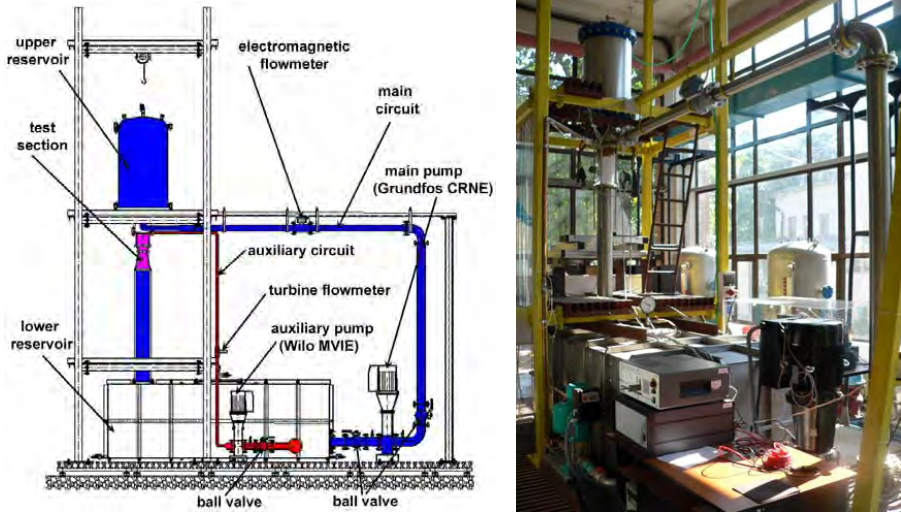 upper
reservoir
electromagnetic
flowmeter
main
circuit
test
section
main pump
(Grundfos CRNE)
auxiliary circuit
turbine flowmeter
auxiliary pump
(Wilo MVIE)
lower
reservoir
ball valve
ball valve